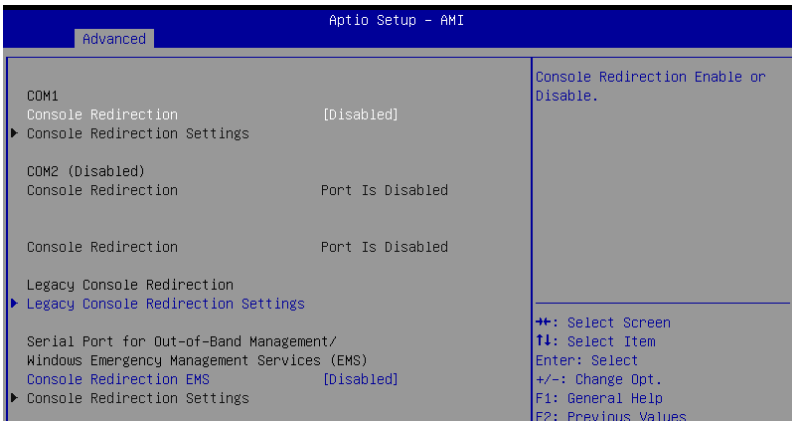 Aptio Setup – AMI
Advanced
COM1
Console Redirection [Disabled]
Console Redirection Settings
COM2 (Disabled)
Console Redirection Port Is Disabled
Console Redirection Port Is Disabled
Legacy Console Redirection
Legacy Console Redirection Settings
Serial Port for Out-of-Band Management/
Windows Emergency Management Services (EMS)
Console Redirection EMS [Disabled]
Console Redirection Settings
Console Redirection Enable or
Disable.
→←: Select Screen
↑↓: Select Item
Enter: Select
+/-: Change Opt.
F1: General Help
F2: Previous Values